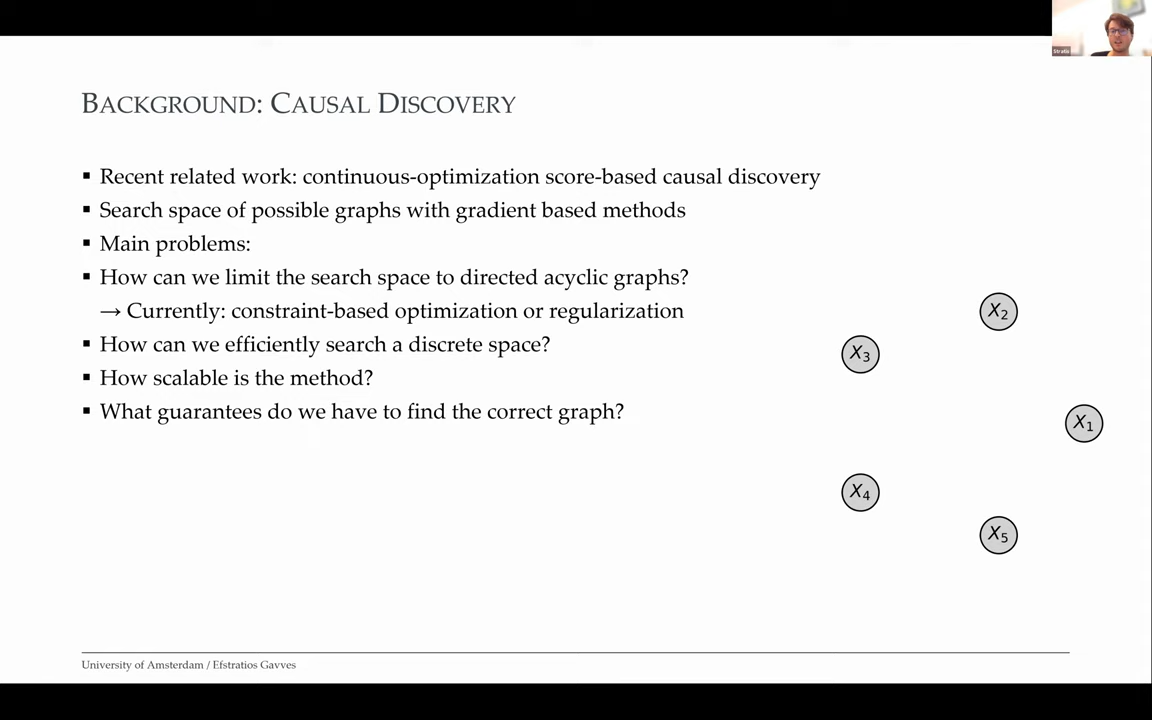 Stratis
BACKGROUND: CAUSAL DISCOVERY
▪ Recent related work: continuous-optimization score-based causal discovery
▪ Search space of possible graphs with gradient based methods
▪ Main problems:
▪ How can we limit the search space to directed acyclic graphs?
→ Currently: constraint-based optimization or regularization
▪ How can we efficiently search a discrete space?
▪ How scalable is the method?
▪ What guarantees do we have to find the correct graph?
X₂
X₃
X₁
X₄
X₅
University of Amsterdam / Efstratios Gavves